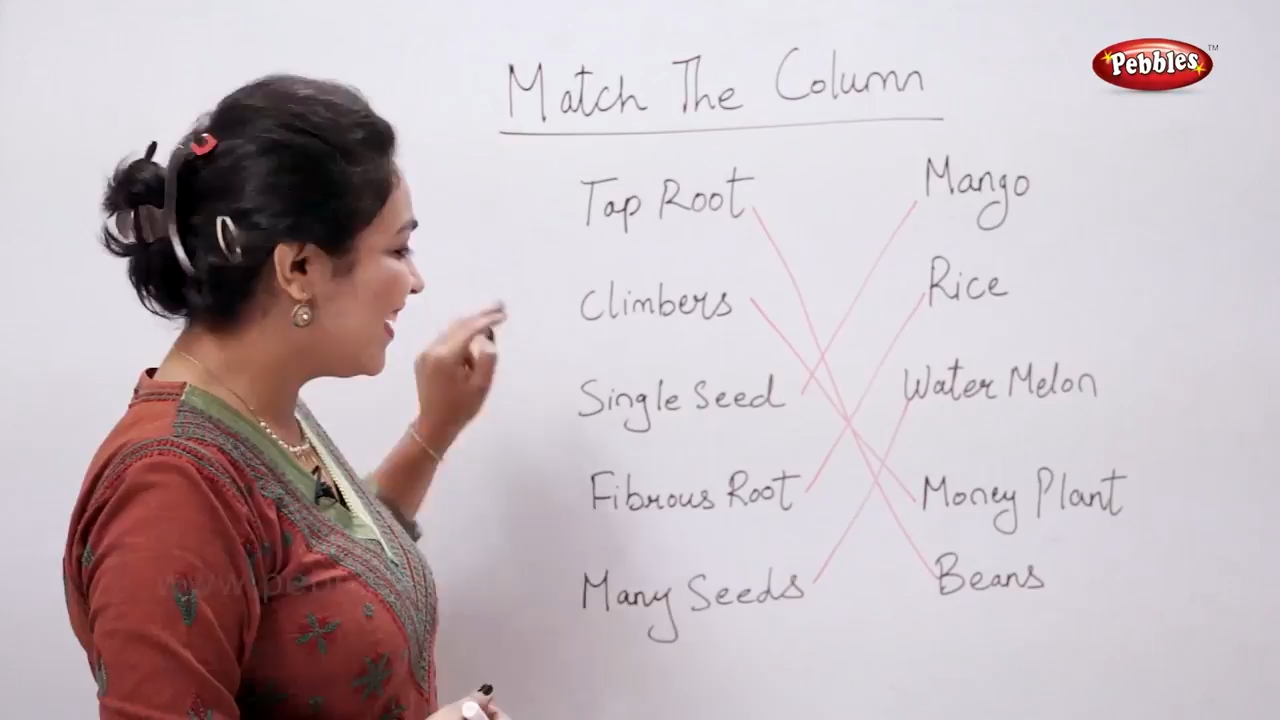 Match The Column
Pebbles TM
Tap Root Mango
Climbers Rice
Single Seed Water Melon
Fibrous Root Money Plant
Many Seeds Beans